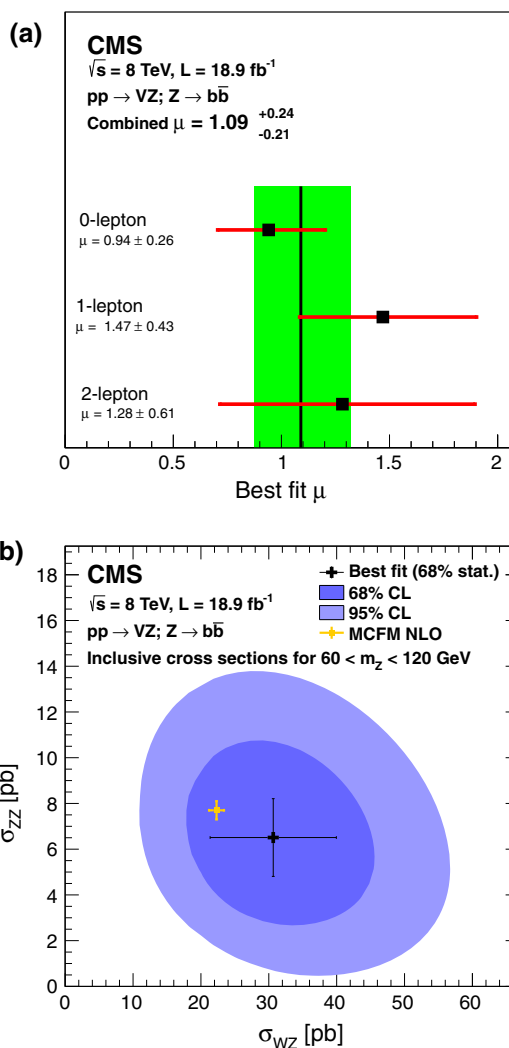 (a)
CMS
√s = 8 TeV, L = 18.9 fb⁻¹
pp → VZ; Z → bb̅
Combined μ = 1.09 +0.24 -0.21
0-lepton
μ = 0.94 ± 0.26
1-lepton
μ = 1.47 ± 0.43
2-lepton
μ = 1.28 ± 0.61
0 0.5 1 1.5 2
Best fit μ
b)
CMS
√s = 8 TeV, L = 18.9 fb⁻¹
pp → VZ; Z → bb̅
Inclusive cross sections for 60 < m_Z < 120 GeV
Best fit (68% stat.)
68% CL
95% CL
MCFM NLO
18
16
14
12
10
8
6
4
2
0
σ_ZZ [pb]
0 10 20 30 40 50 60
σ_WZ [pb]